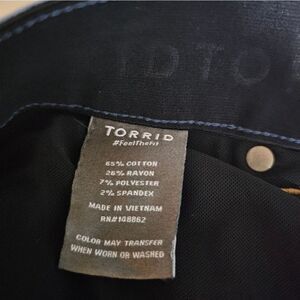 TORRID
#FeelTheFit
65% COTTON
26% RAYON
7% POLYESTER
2% SPANDEX
MADE IN VIETNAM
RN#148862
COLOR MAY TRANSFER
WHEN WORN OR WASHED